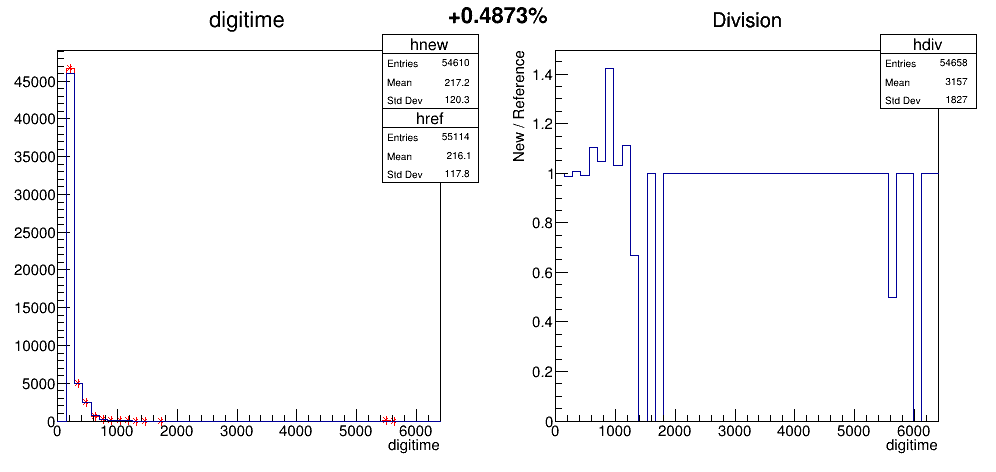 digitime
+0.4873%
Division
hnew
Entries 54610
Mean 217.2
Std Dev 120.3
href
Entries 55114
Mean 216.1
Std Dev 117.8
45000
40000
35000
30000
25000
20000
15000
10000
5000
0
0 1000 2000 3000 4000 5000 6000
digitime
hdiv
Entries 54658
Mean 3157
Std Dev 1827
New / Reference
1.4
1.2
1
0.8
0.6
0.4
0.2
0
0 1000 2000 3000 4000 5000 6000
digitime